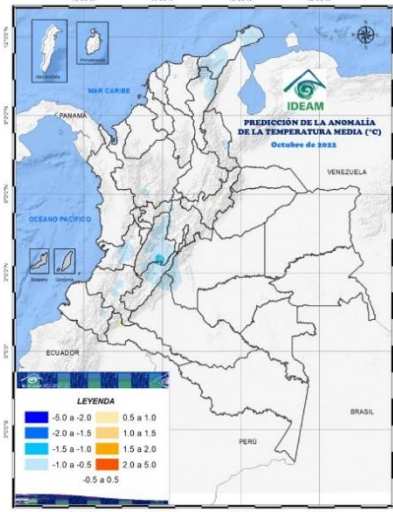 MAR CARIBE
PANAMÁ
IDEAM
PREDICCIÓN DE LA ANOMALÍA
DE LA TEMPERATURA MEDIA (°C)
Octubre de 2022
VENEZUELA
OCEANO PACÍFICO
ECUADOR
BRASIL
PERÚ
LEYENDA
-5.0 a -2.0
0.5 a 1.0
-2.0 a -1.5
1.0 a 1.5
-1.5 a -1.0
1.5 a 2.0
-1.0 a -0.5
2.0 a 5.0
-0.5 a 0.5